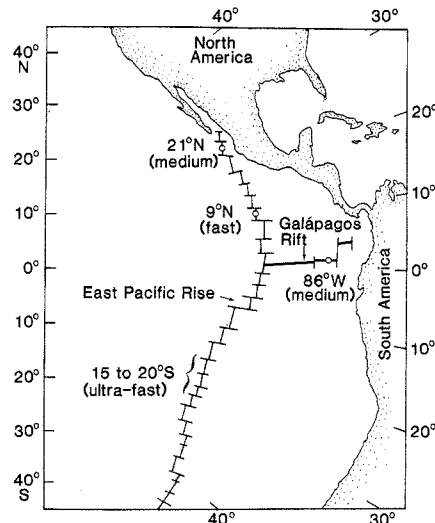 40° 30°
North
America
40°
N
30°
20°
10°
0°
10°
20°
30°
40°
S
20°
10°
0°
10°
20°
21°N
(medium)
9°N
(fast)
Galápagos
Rift
86°W
(medium)
East Pacific Rise
South America
15 to 20°S
(ultra-fast)
40° 30°